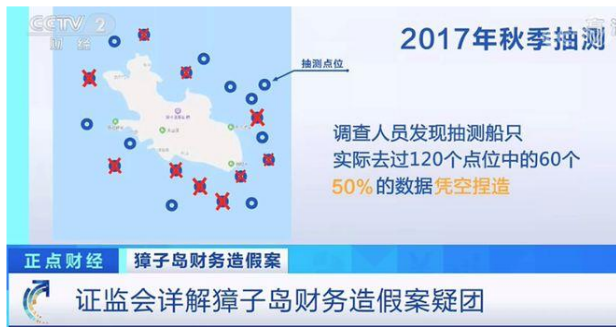 CCTV 2
财经
2017年秋季抽测
抽测点位
调查人员发现抽测船只
实际去过120个点位中的60个
50%的数据凭空捏造
正点财经
獐子岛财务造假案
证监会详解獐子岛财务造假案疑团